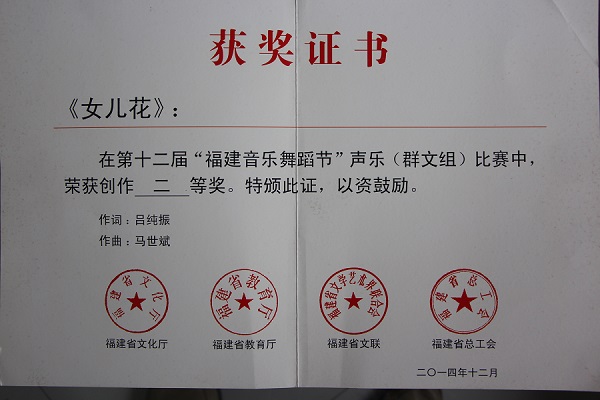 获奖证书
《女儿花》：
在第十二届“福建音乐舞蹈节”声乐（群文组）比赛中，
荣获创作 二 等奖。特颁此证，以资鼓励。
作词：吕纯振
作曲：马世斌
福建省文化厅 福建省教育厅 福建省文学艺术界联合会 福建省总工会
福建省文化厅 福建省教育厅 福建省文联 福建省总工会
二〇一四年十二月